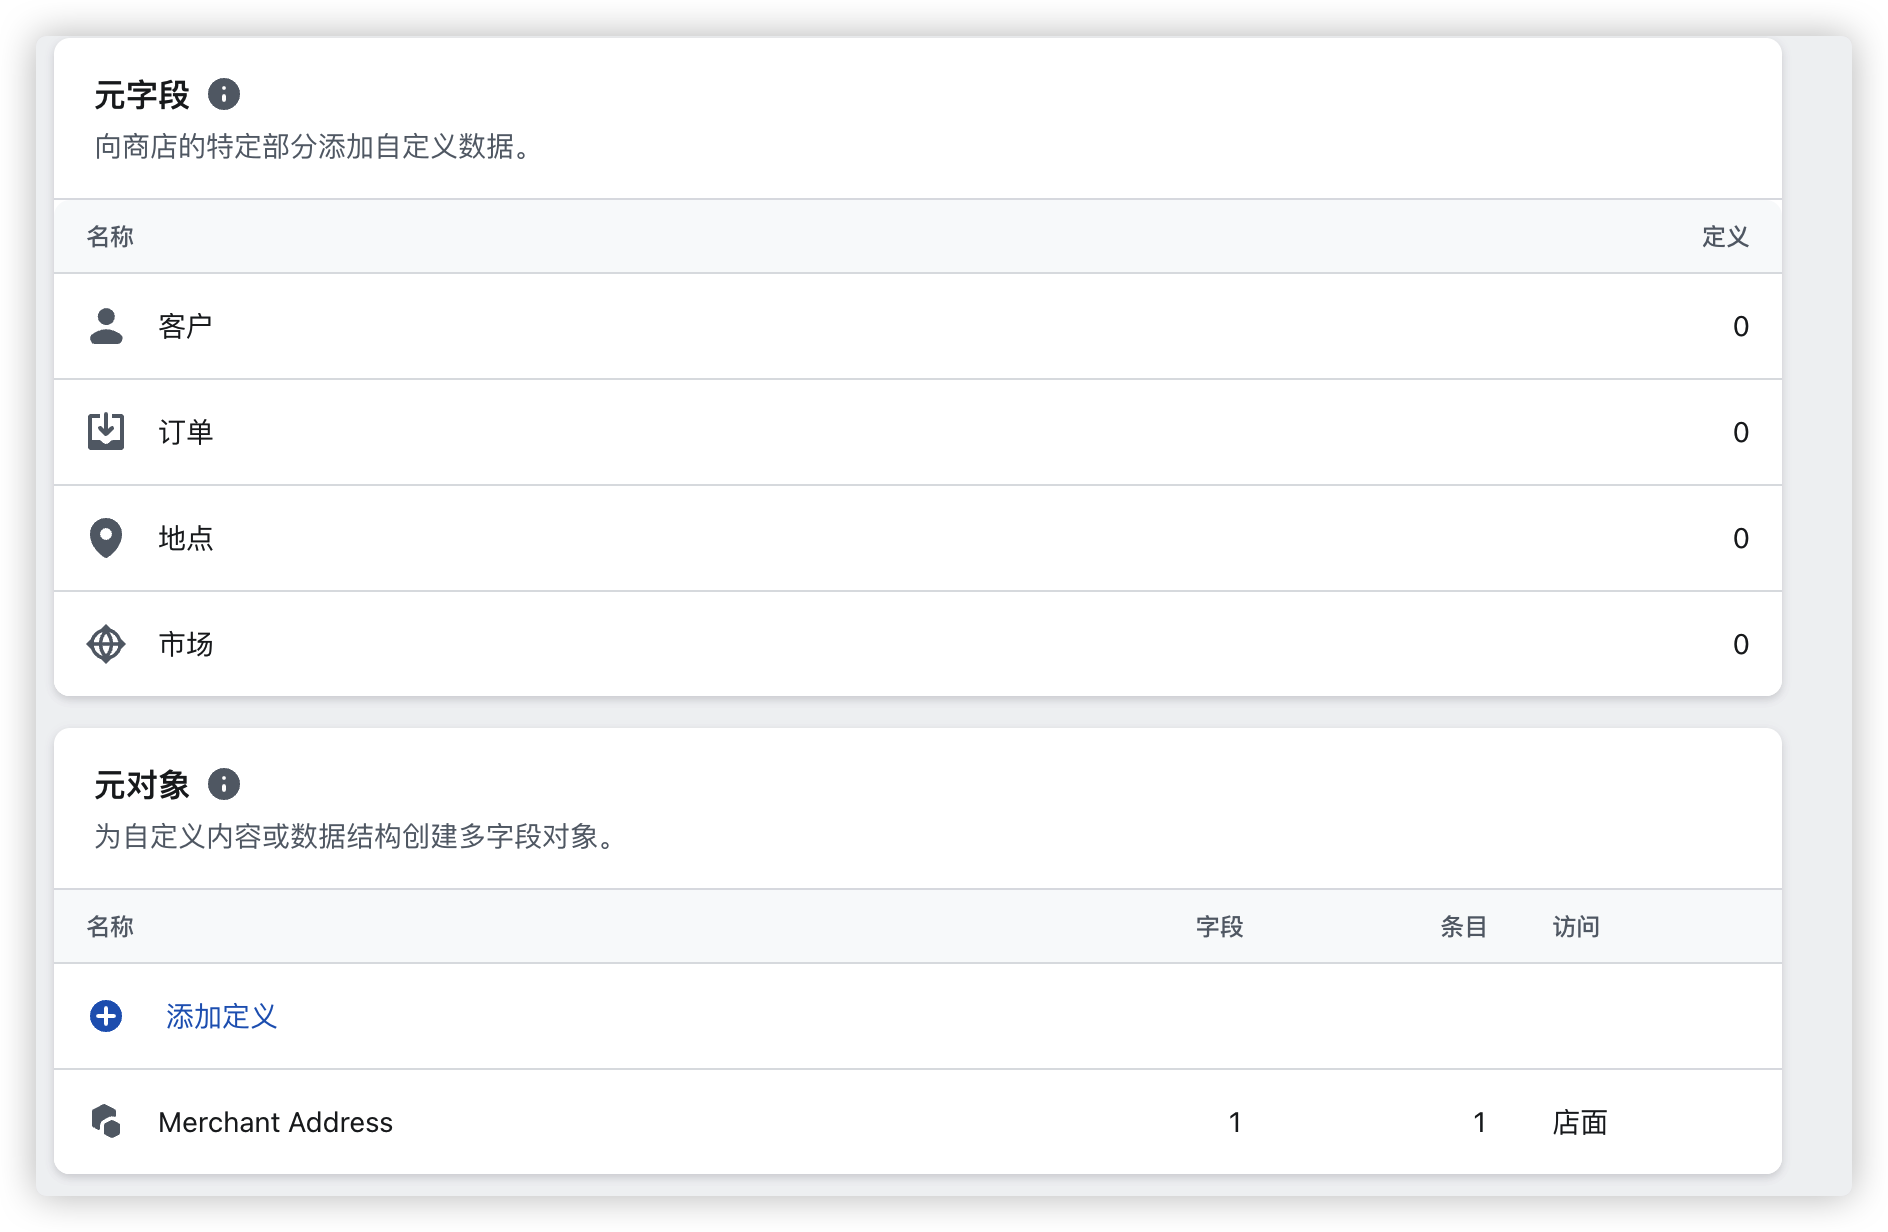 元字段
向商店的特定部分添加自定义数据。
名称 定义
客户 0
订单 0
地点 0
市场 0
元对象
为自定义内容或数据结构创建多字段对象。
名称 字段 条目 访问
添加定义
Merchant Address 1 1 店面